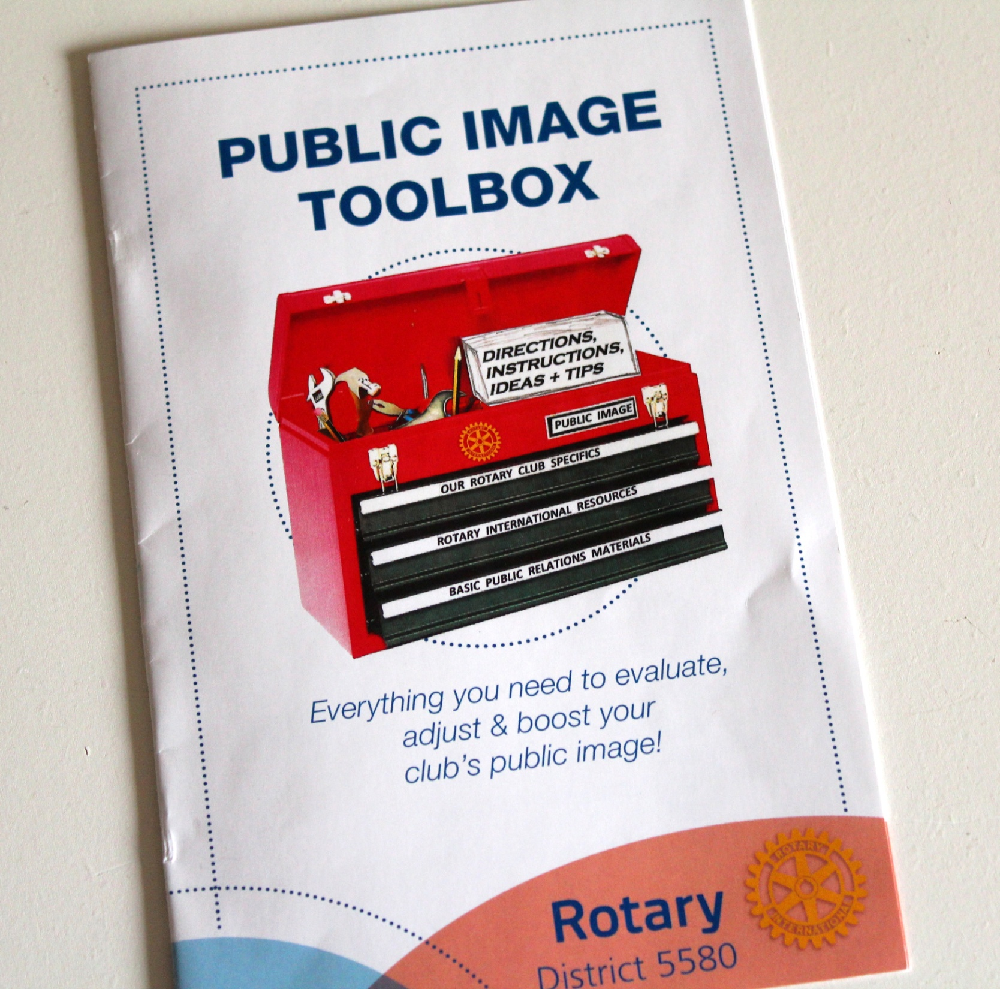 PUBLIC IMAGE
TOOLBOX
DIRECTIONS,
INSTRUCTIONS,
IDEAS + TIPS
PUBLIC IMAGE
OUR ROTARY CLUB SPECIFICS
ROTARY INTERNATIONAL RESOURCES
BASIC PUBLIC RELATIONS MATERIALS
Everything you need to evaluate,
adjust & boost your
club's public image!
Rotary
District 5580
ROTARY
INTERNATIONAL